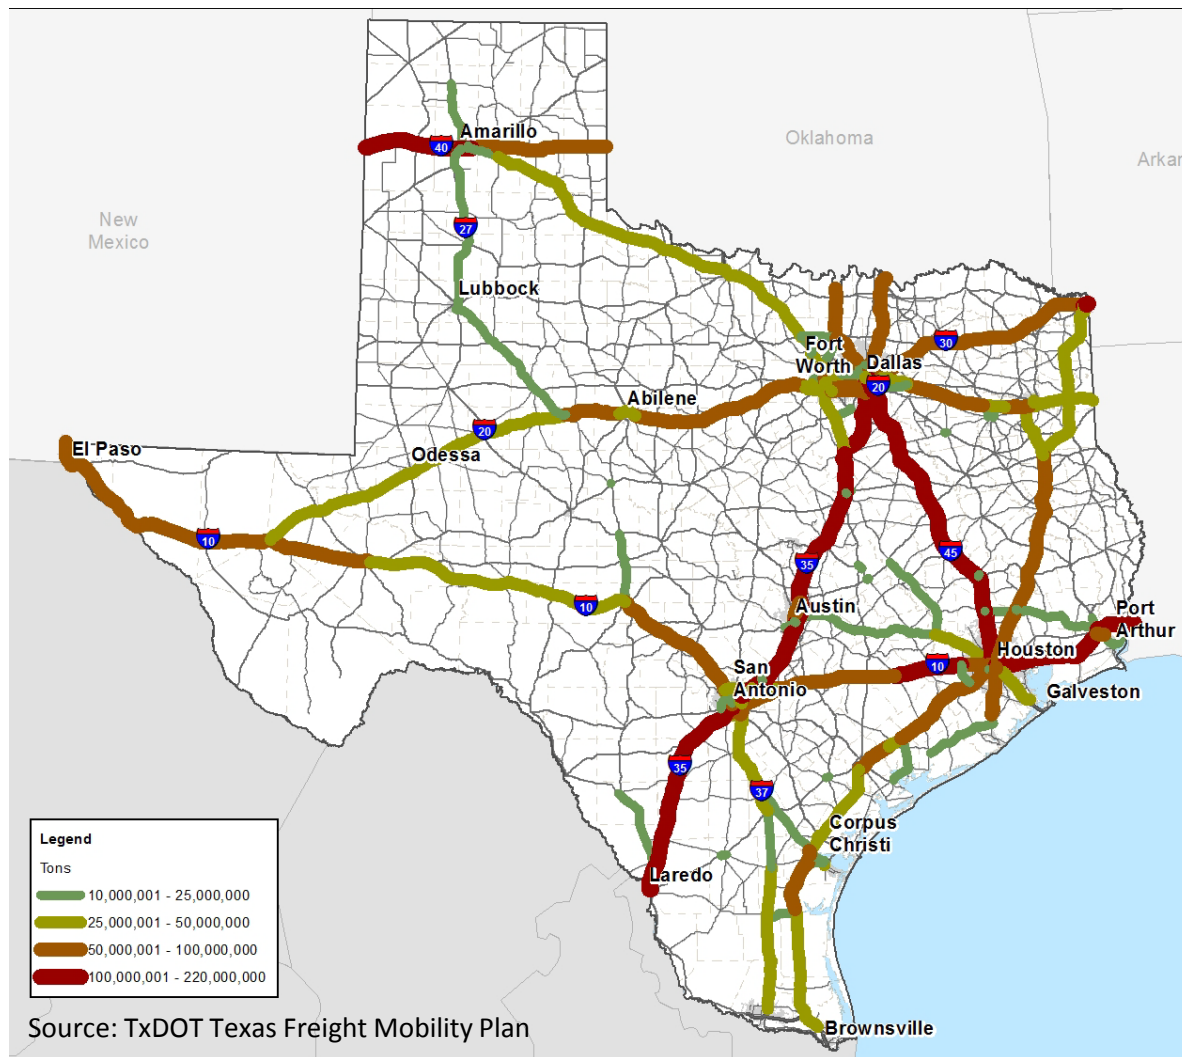 Oklahoma
Arkar
New
Mexico
Amarillo
40
27
Lubbock
Fort
Worth
Dallas
30
20
Abilene
20
Odessa
El Paso
10
45
35
10
Austin
Port
Arthur
Houston
10
San
Antonio
Galveston
35
37
Corpus
Christi
Laredo
Brownsville
Legend
Tons
10,000,001 - 25,000,000
25,000,001 - 50,000,000
50,000,001 - 100,000,000
100,000,001 - 220,000,000
Source: TxDOT Texas Freight Mobility Plan